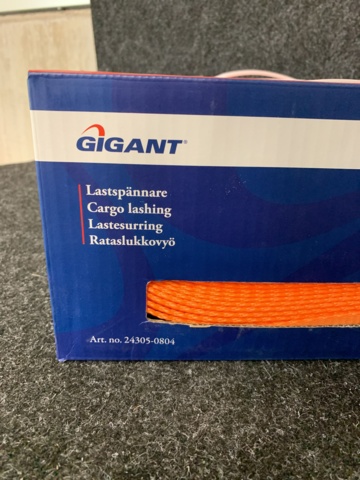 GIGANT®
Lastspännare
Cargo lashing
Lastesurring
Rataslukkovyö
Art. no. 24305-0804